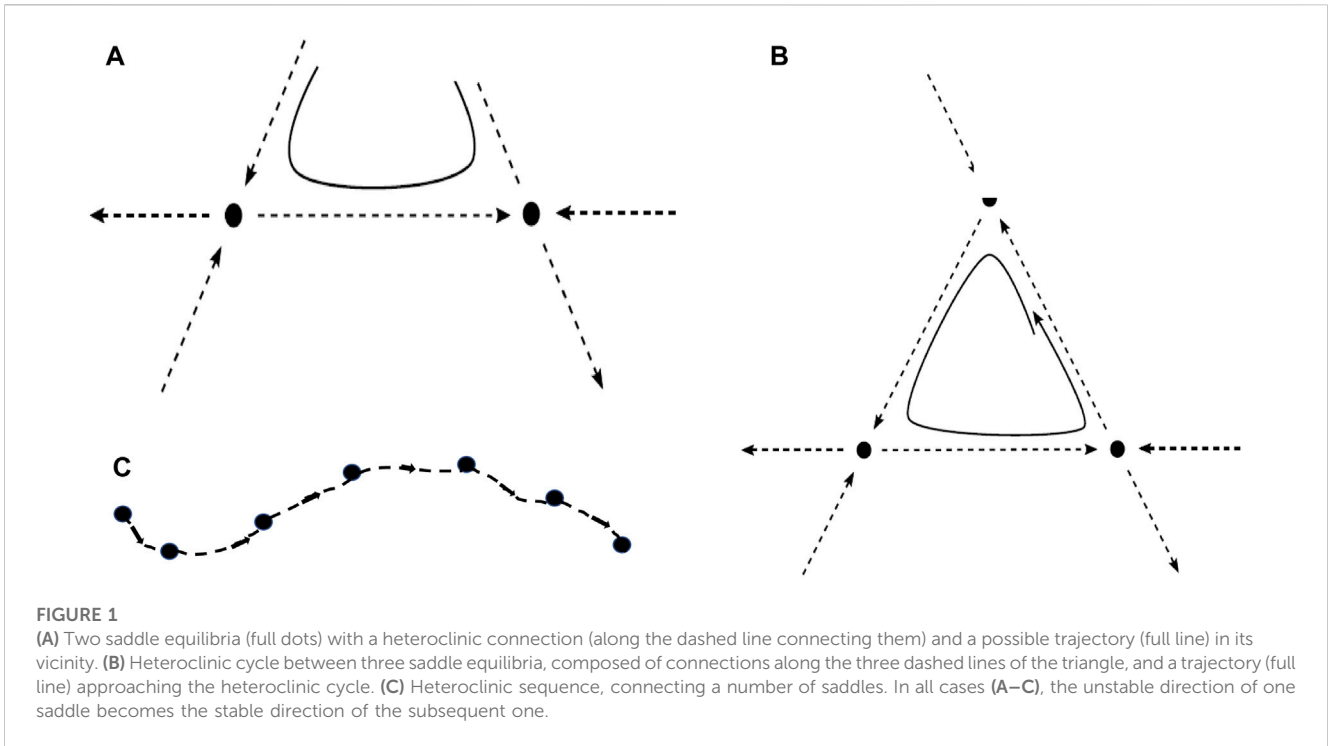 A
B
C
FIGURE 1
(A) Two saddle equilibria (full dots) with a heteroclinic connection (along the dashed line connecting them) and a possible trajectory (full line) in its
vicinity. (B) Heteroclinic cycle between three saddle equilibria, composed of connections along the three dashed lines of the triangle, and a trajectory (full
line) approaching the heteroclinic cycle. (C) Heteroclinic sequence, connecting a number of saddles. In all cases (A–C), the unstable direction of one
saddle becomes the stable direction of the subsequent one.